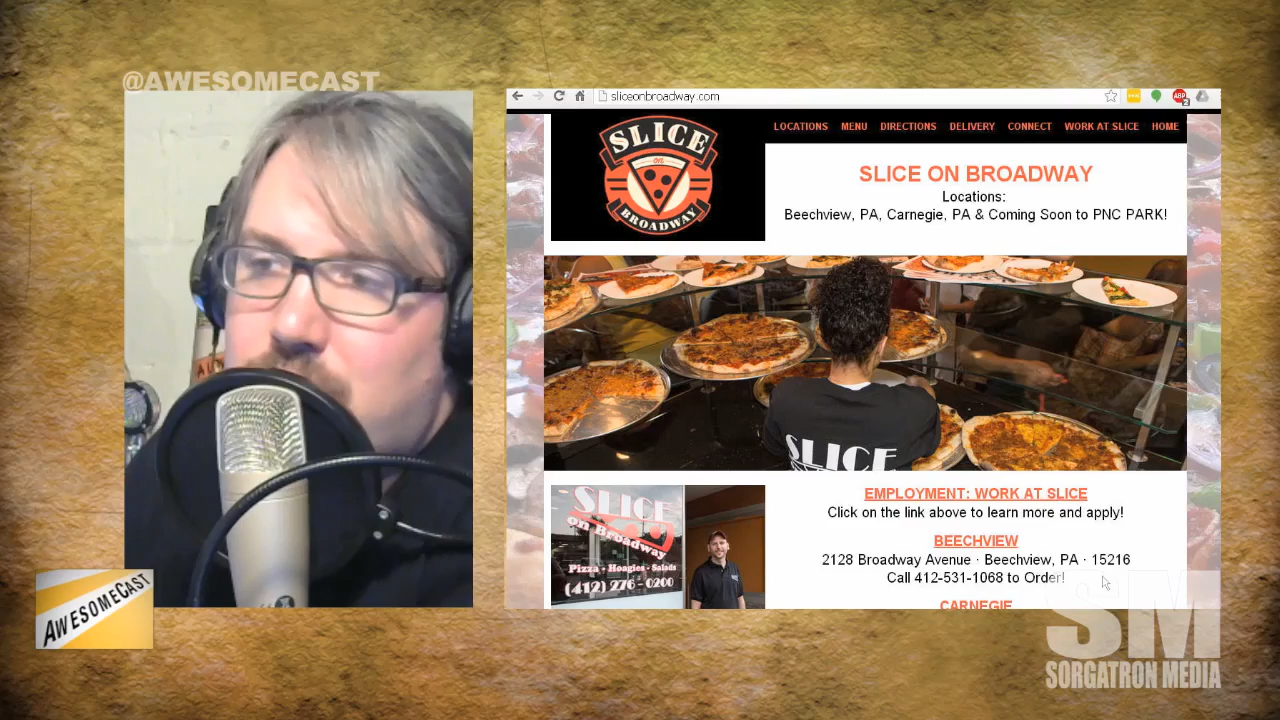 @AWESOMECAST
sliceonbroadway.com
SLICE
on
BROADWAY
LOCATIONS MENU DIRECTIONS DELIVERY CONNECT WORK AT SLICE HOME
SLICE ON BROADWAY
Locations:
Beechview, PA, Carnegie, PA & Coming Soon to PNC PARK!
SLICE
SLICE
on Broadway
Pizza - Hoagies - Salads
(412) 276-0200
EMPLOYMENT: WORK AT SLICE
Click on the link above to learn more and apply!
BEECHVIEW
2128 Broadway Avenue · Beechview, PA · 15216
Call 412-531-1068 to Order!
CARNEGIE
AWESOMECAST
SM
SORGATRON MEDIA